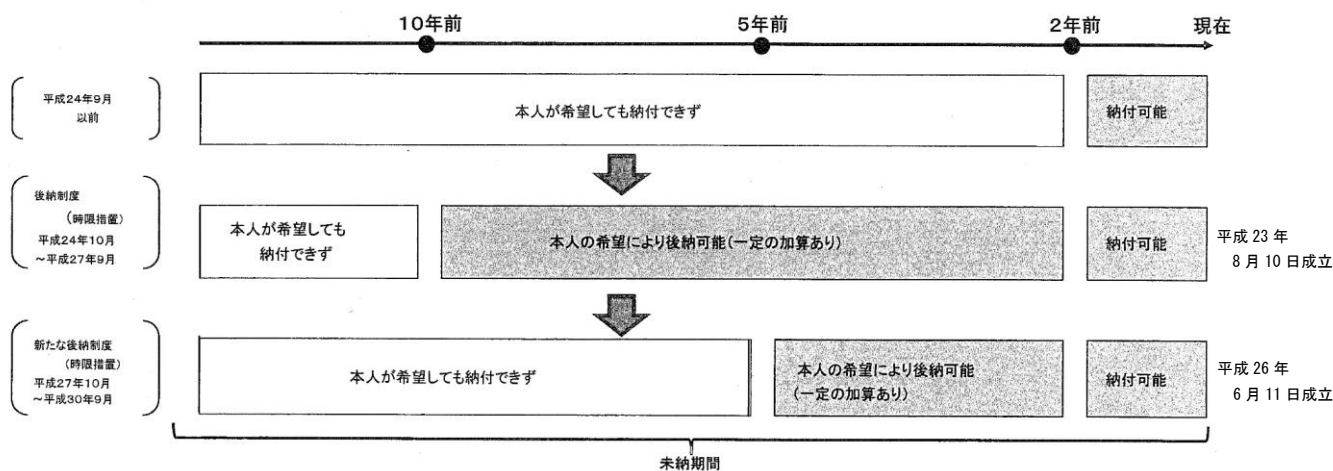 10年前
5年前
2年前
現在
平成24年9月
以前
本人が希望しても納付できず
納付可能
後納制度
(時限措置)
平成24年10月
～平成27年9月
本人が希望しても
納付できず
本人の希望により後納可能(一定の加算あり)
納付可能
平成 23 年
8 月 10 日成立
新たな後納制度
(時限措置)
平成27年10月
～平成30年9月
本人が希望しても納付できず
本人の希望により後納可能
(一定の加算あり)
納付可能
平成 26 年
6 月 11 日成立
未納期間